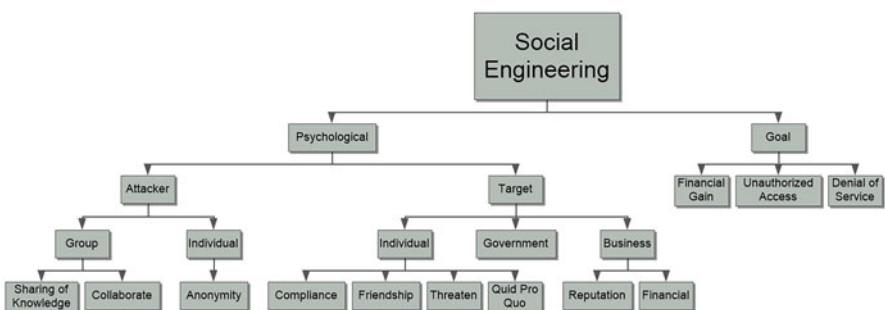 Social
Engineering
Psychological
Goal
Attacker
Target
Financial
Gain
Unauthorized
Access
Denial of
Service
Group
Individual
Individual
Government
Business
Sharing of
Knowledge
Collaborate
Anonymity
Compliance
Friendship
Threaten
Quid Pro
Quo
Reputation
Financial